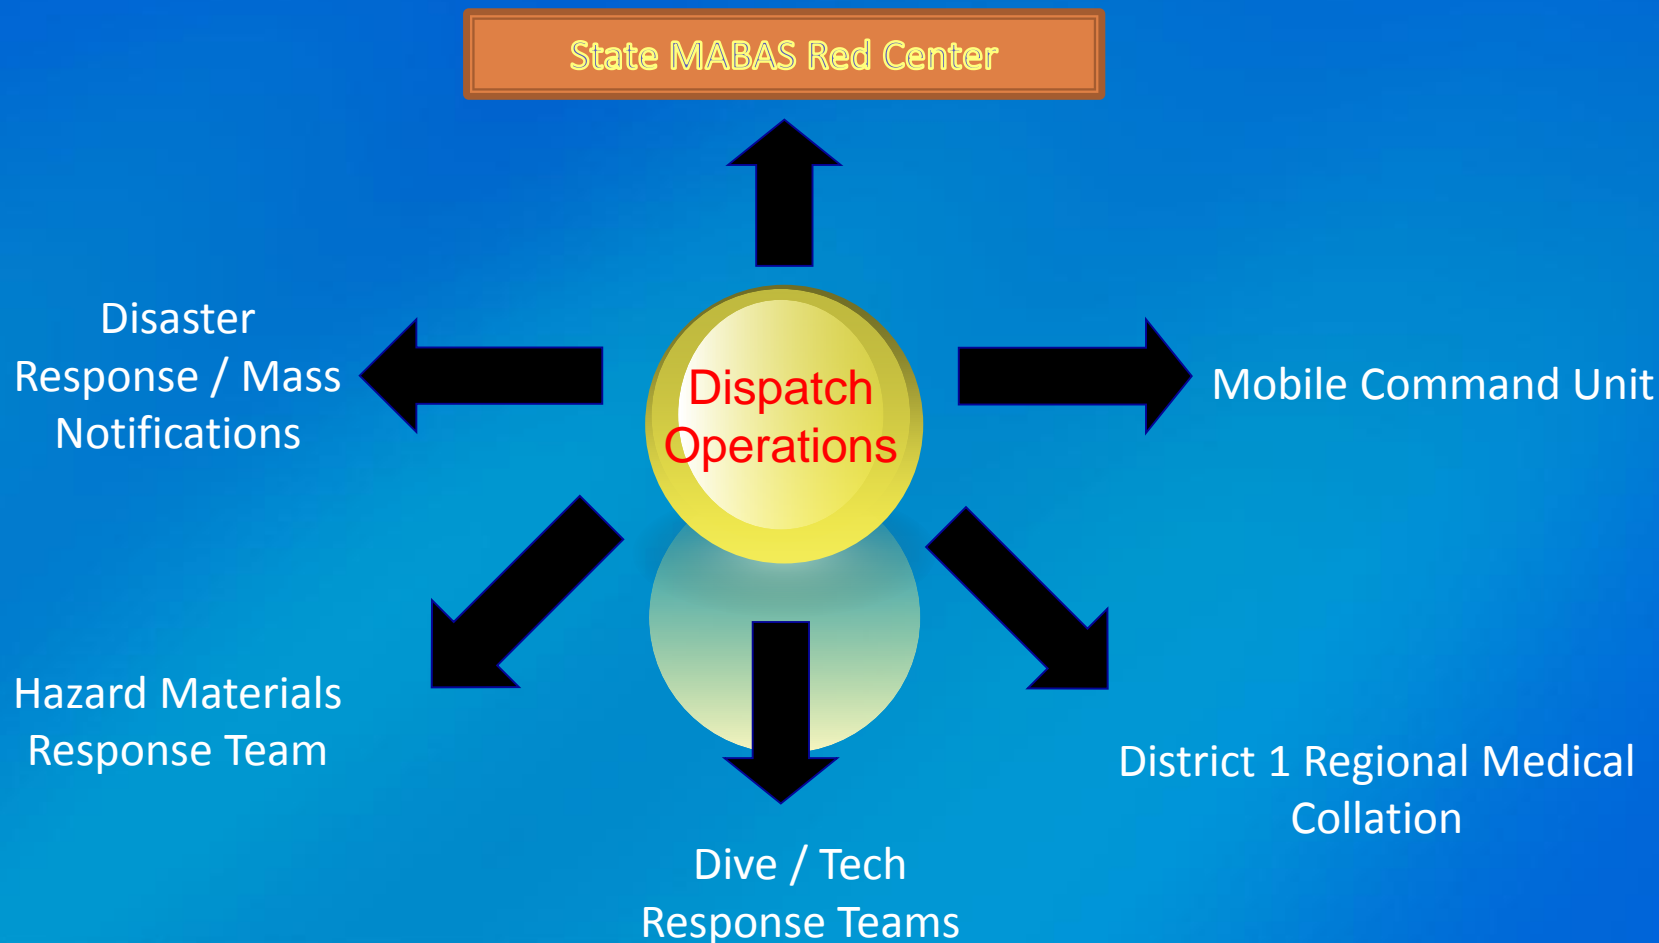 State MABAS Red Center
Disaster
Response / Mass
Notifications
Dispatch
Operations
Mobile Command Unit
Hazard Materials
Response Team
District 1 Regional Medical
Collation
Dive / Tech
Response Teams